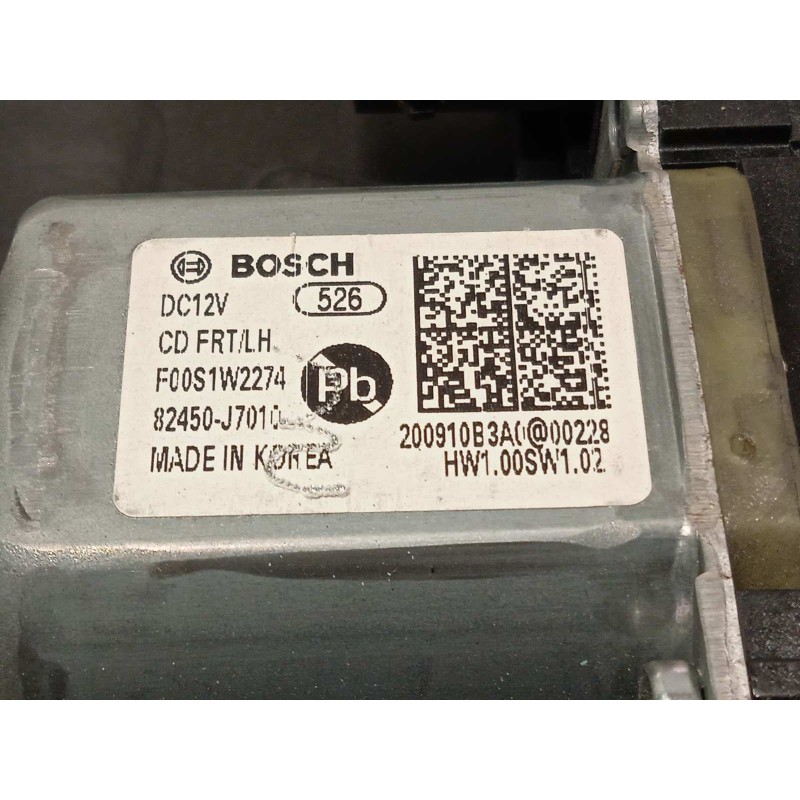 BOSCH
DC12V 526
CD FRT/LH
F00S1W2274 Pb
82450-J7010
MADE IN KOREA
200910B3A0@00228
HW1.00SW1.02